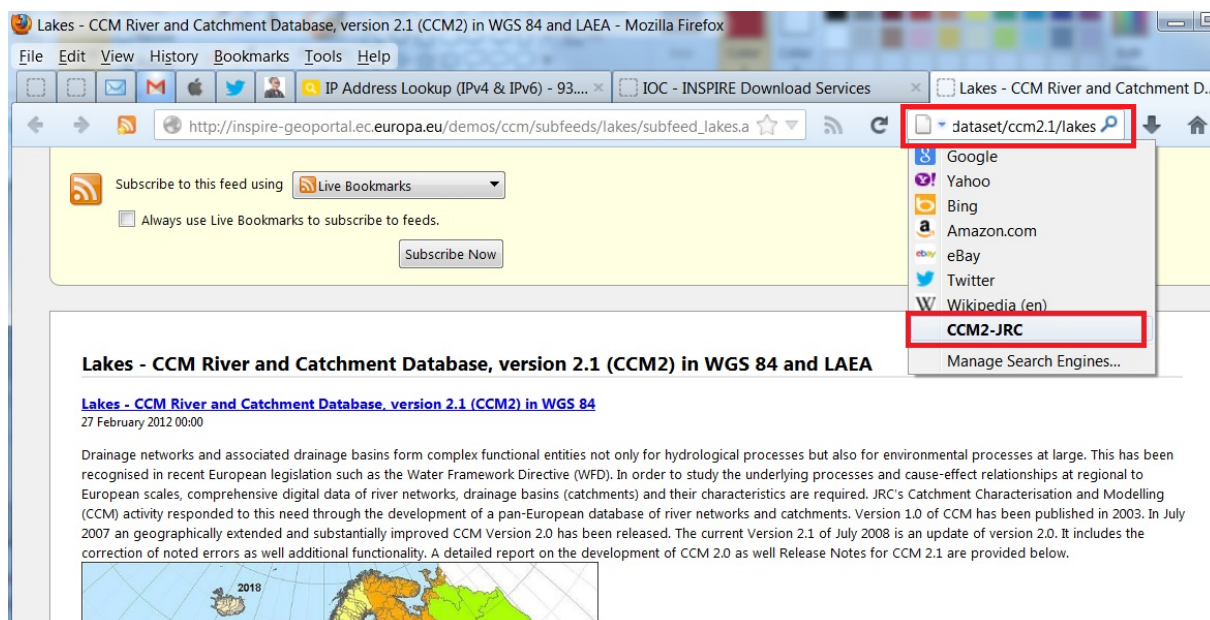 Lakes - CCM River and Catchment Database, version 2.1 (CCM2) in WGS 84 and LAEA - Mozilla Firefox
File Edit View History Bookmarks Tools Help
IP Address Lookup (IPv4 & IPv6) - 93.... × IOC - INSPIRE Download Services × Lakes - CCM River and Catchment D..
http://inspire-geoportal.ec.europa.eu/demos/ccm/subfeeds/lakes/subfeed_lakes.a dataset/ccm2.1/lakes
Google
Yahoo
Bing
Amazon.com
eBay
Twitter
Wikipedia (en)
CCM2-JRC
Manage Search Engines...
Subscribe to this feed using Live Bookmarks
Always use Live Bookmarks to subscribe to feeds.
Subscribe Now
Lakes - CCM River and Catchment Database, version 2.1 (CCM2) in WGS 84 and LAEA
Lakes - CCM River and Catchment Database, version 2.1 (CCM2) in WGS 84
27 February 2012 00:00
Drainage networks and associated drainage basins form complex functional entities not only for hydrological processes but also for environmental processes at large. This has been
recognised in recent European legislation such as the Water Framework Directive (WFD). In order to study the underlying processes and cause-effect relationships at regional to
European scales, comprehensive digital data of river networks, drainage basins (catchments) and their characteristics are required. JRC's Catchment Characterisation and Modelling
(CCM) activity responded to this need through the development of a pan-European database of river networks and catchments. Version 1.0 of CCM has been published in 2003. In July
2007 an geographically extended and substantially improved CCM Version 2.0 has been released. The current Version 2.1 of July 2008 is an update of version 2.0. It includes the
correction of noted errors as well additional functionality. A detailed report on the development of CCM 2.0 as well Release Notes for CCM 2.1 are provided below.
2018